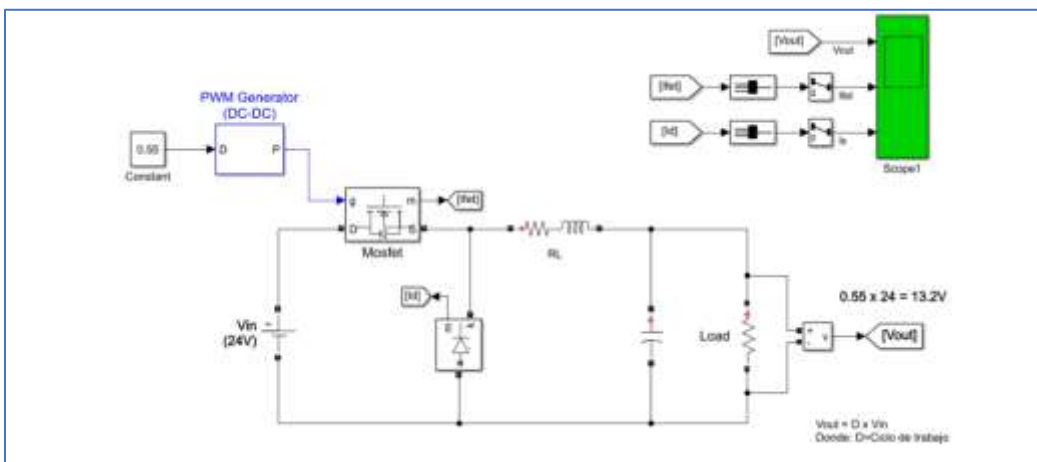 [Vout]
Vout
PWM Generator
(DC-DC)
[Ifet]
Ifet
0.55
D
P
[Id]
Constant
Scope1
g
m
[Ifet]
D
S
Mosfet
RL
[Id]
0.55 x 24 = 13.2V
m
Vin
(24V)
Load
+
-
v
[Vout]
Vout = D x Vin
Donde: D=Ciclo de trabajo